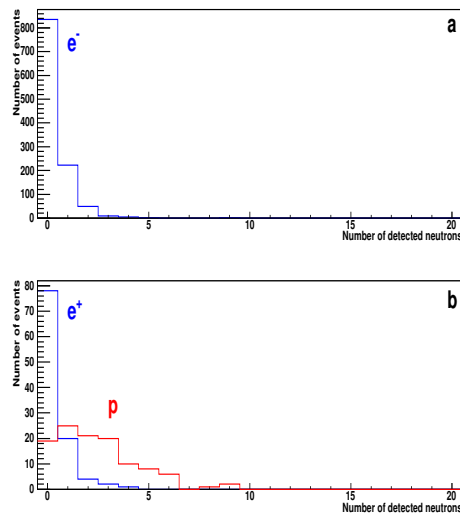 a
e-
Number of events
800
700
600
500
400
300
200
100
0
0 5 10 15 20
Number of detected neutrons
b
e+
p
Number of events
80
70
60
50
40
30
20
10
0
0 5 10 15 20
Number of detected neutrons